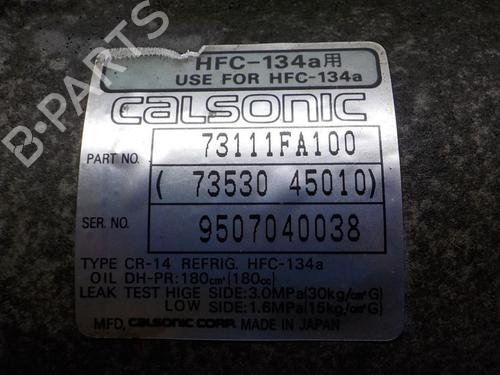 HFC-134a用
USE FOR HFC-134a
CALSONIC
PART NO. 73111FA100
( 73530 45010)
SER. NO. 9507040038
TYPE CR-14 REFRIG. HFC-134a
OIL DH-PR:180cm³(180cc)
LEAK TEST HIGE SIDE:3.0MPa(30kg/cm²G)
LOW SIDE:1.6MPa(15kg/cm²G)
MFD. CALSONIC CORP. MADE IN JAPAN